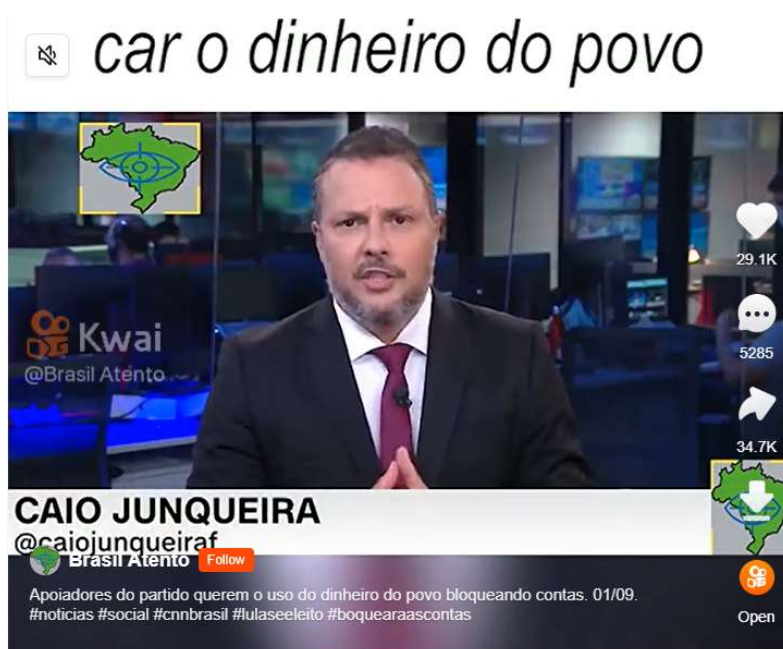 car o dinheiro do povo
29.1K
Kwai
@Brasil Atento
5285
34.7K
CAIO JUNQUEIRA
@caiojunqueiraf
Brasil Atento Follow
Apoiadores do partido querem o uso do dinheiro do povo bloqueando contas. 01/09.
#noticias #social #cnnbrasil #lulaseeleito #boquearaascontas
Open